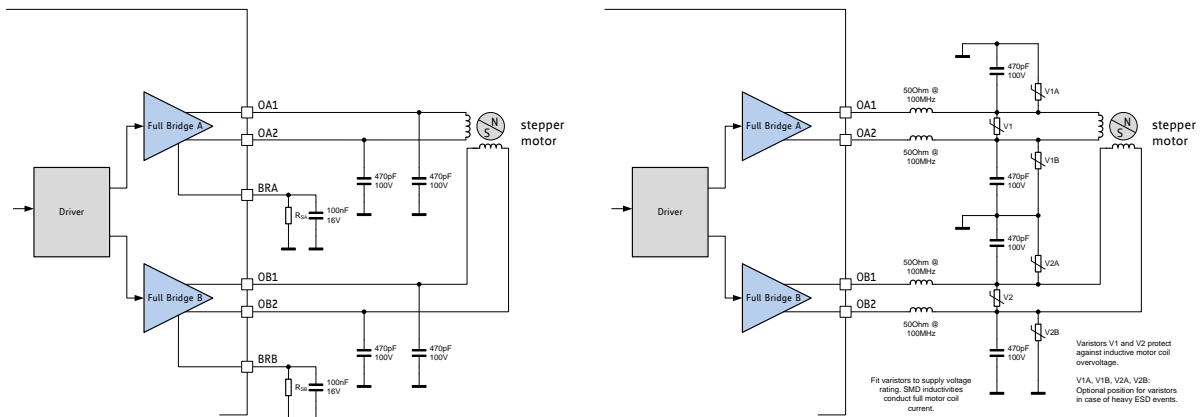 OA1
Full Bridge A
OA2
N
S
stepper
motor
470pF
100V
470pF
100V
BRA
Driver
RSA
100nF
16V
OB1
Full Bridge B
OB2
470pF
100V
470pF
100V
BRB
RSB
100nF
16V
470pF
100V
V1A
50Ohm @
100MHz
OA1
Full Bridge A
V1
N
S
stepper
motor
OA2
50Ohm @
100MHz
V1B
470pF
100V
Driver
470pF
100V
V2A
50Ohm @
100MHz
OB1
Full Bridge B
V2
OB2
50Ohm @
100MHz
V2B
470pF
100V
Varistors V1 and V2 protect
against inductive motor coil
overvoltage.
V1A, V1B, V2A, V2B:
Optional position for varistors
in case of heavy ESD events.
Fit varistors to supply voltage
rating. SMD inductivities
conduct full motor coil
current.